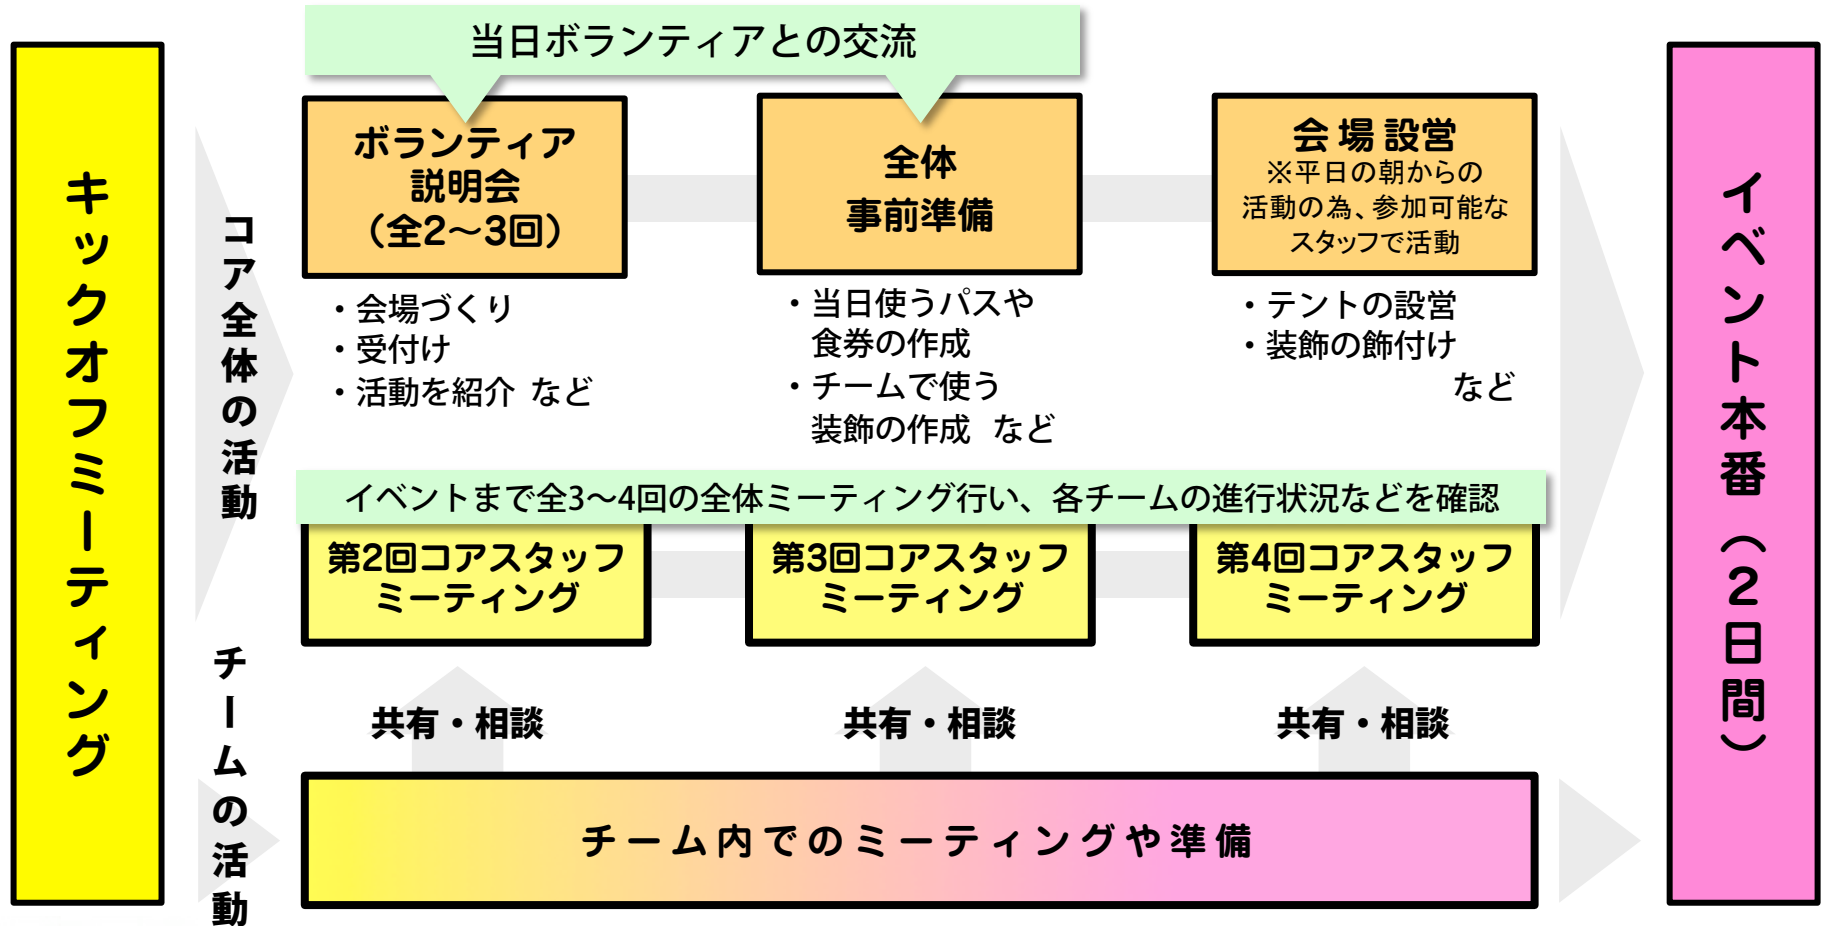 キックオフミーティング
コア全体の活動
当日ボランティアとの交流
ボランティア
説明会
（全2～3回）
・会場づくり
・受付け
・活動を紹介 など
全体
事前準備
・当日使うパスや
食券の作成
・チームで使う
装飾の作成 など
会場設営
※平日の朝からの
活動の為、参加可能な
スタッフで活動
・テントの設営
・装飾の飾付け
など
イベントまで全3～4回の全体ミーティング行い、各チームの進行状況などを確認
第2回コアスタッフ
ミーティング
第3回コアスタッフ
ミーティング
第4回コアスタッフ
ミーティング
チームの活動
共有・相談
共有・相談
共有・相談
チーム内でのミーティングや準備
イベント本番（2日間）